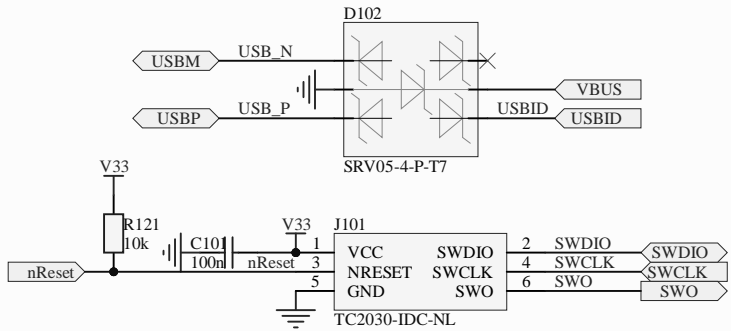 D102
USBM USB_N
VBUS
USBP USB_P USBID USBID
SRV05-4-P-T7
V33
R121
10k
V33
J101
C101
100n
1 VCC SWDIO 2 SWDIO SWDIO
nReset nReset 3 NRESET SWCLK 4 SWCLK SWCLK
5 GND SWO 6 SWO SWO
TC2030-IDC-NL